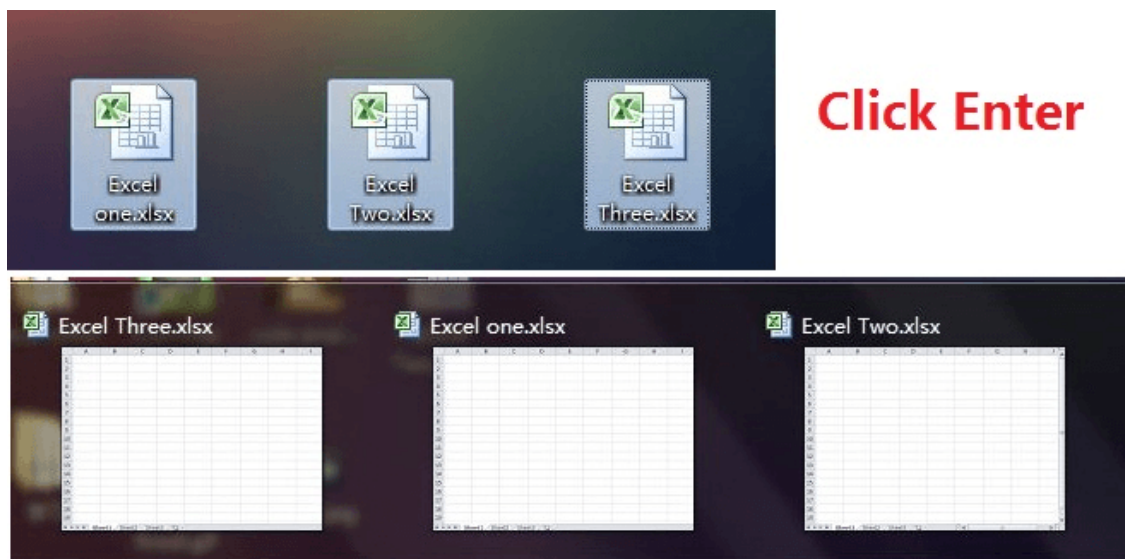 Excel
one.xlsx
Excel
Two.xlsx
Excel
Three.xlsx
Click Enter
Excel Three.xlsx
Excel one.xlsx
Excel Two.xlsx